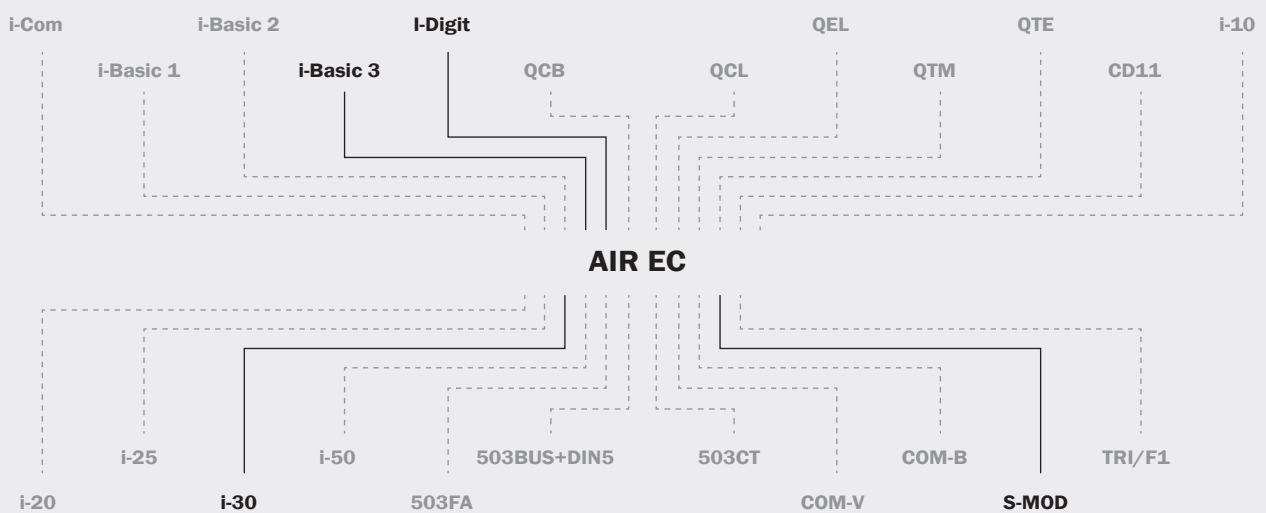 i-Com i-Basic 2 I-Digit QEL QTE i-10
i-Basic 1 i-Basic 3 QCB QCL QTM CD11
AIR EC
i-25 i-50 503BUS+DIN5 503CT COM-B TRI/F1
i-20 i-30 503FA COM-V S-MOD